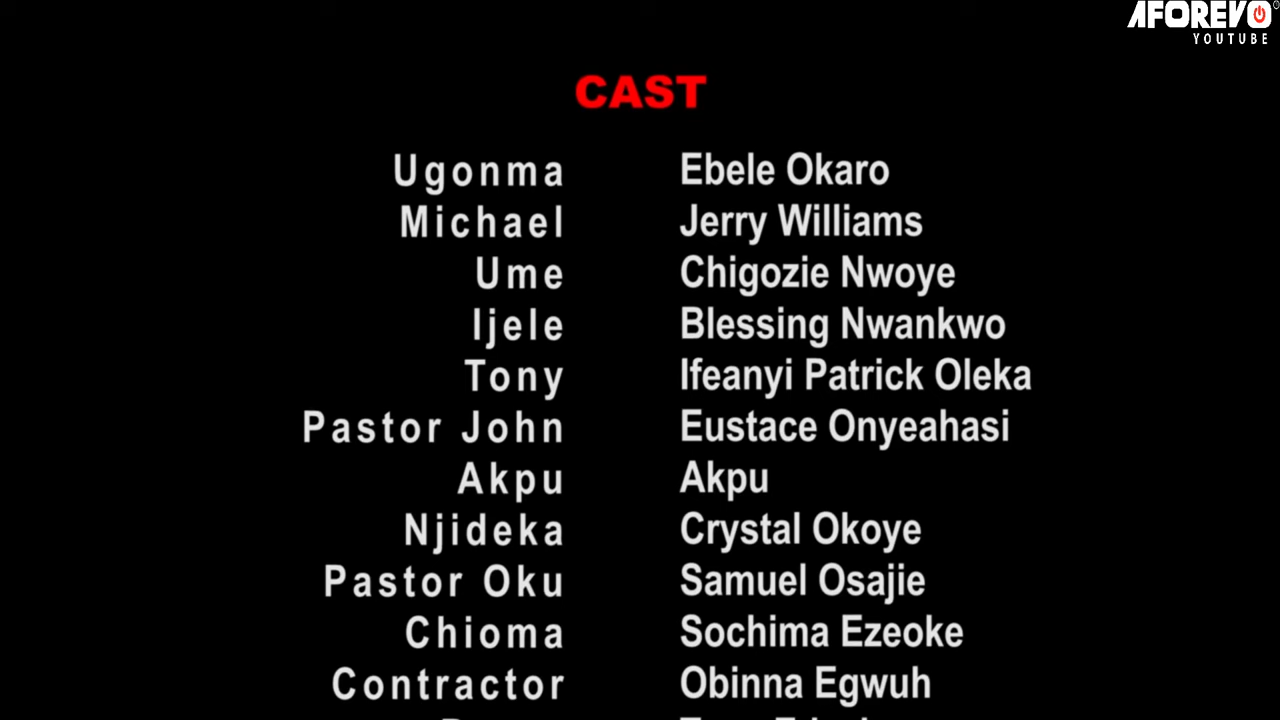 AFOREVO
YOUTUBE
CAST
Ugonma Ebele Okaro
Michael Jerry Williams
Ume Chigozie Nwoye
Ijele Blessing Nwankwo
Tony Ifeanyi Patrick Oleka
Pastor John Eustace Onyeahasi
Akpu Akpu
Njideka Crystal Okoye
Pastor Oku Samuel Osajie
Chioma Sochima Ezeoke
Contractor Obinna Egwuh